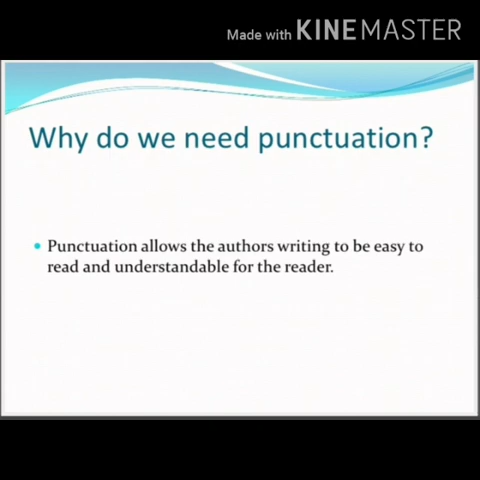 Made with KINEMASTER
Why do we need punctuation?
• Punctuation allows the authors writing to be easy to
read and understandable for the reader.